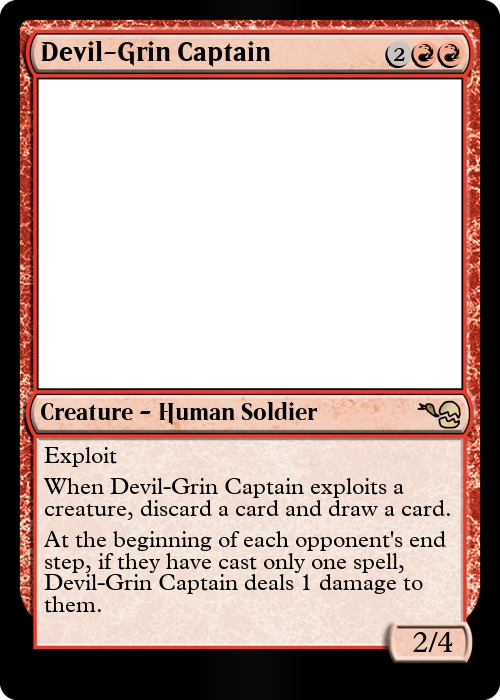 Devil-Grin Captain 2
Creature - Human Soldier
Exploit
When Devil-Grin Captain exploits a
creature, discard a card and draw a card.
At the beginning of each opponent's end
step, if they have cast only one spell,
Devil-Grin Captain deals 1 damage to
them.
2/4